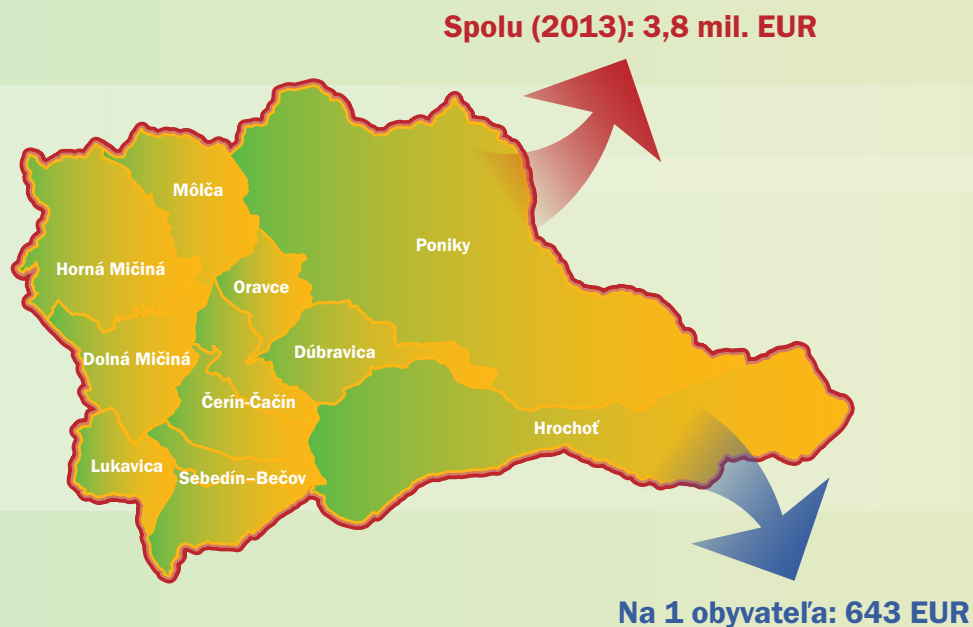 Spolu (2013): 3,8 mil. EUR
Môlča
Poniky
Horná Mičiná
Oravce
Dolná Mičiná
Dúbravica
Čerín-Čačín
Hrochoť
Lukavica
Sebedín–Bečov
Na 1 obyvateľa: 643 EUR